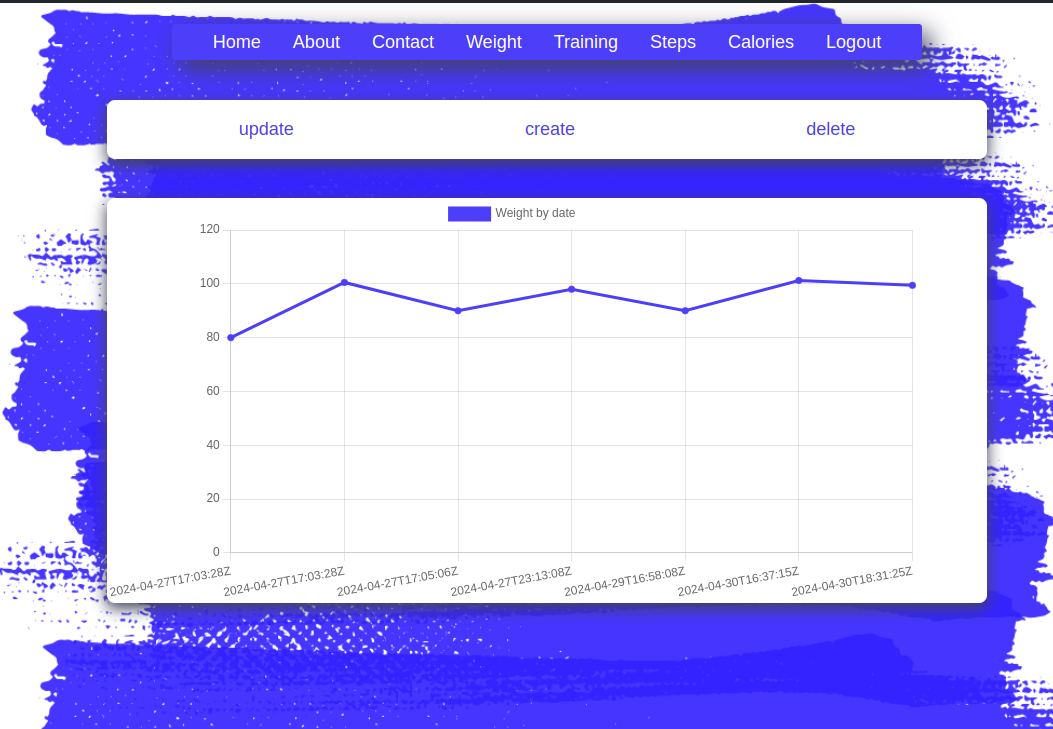 Home About Contact Weight Training Steps Calories Logout
update create delete
Weight by date
120
100
80
60
40
20
0
2024-04-27T17:03:28Z 2024-04-27T17:03:28Z 2024-04-27T17:05:06Z 2024-04-27T23:13:08Z 2024-04-29T16:58:08Z 2024-04-30T16:37:15Z 2024-04-30T18:31:25Z